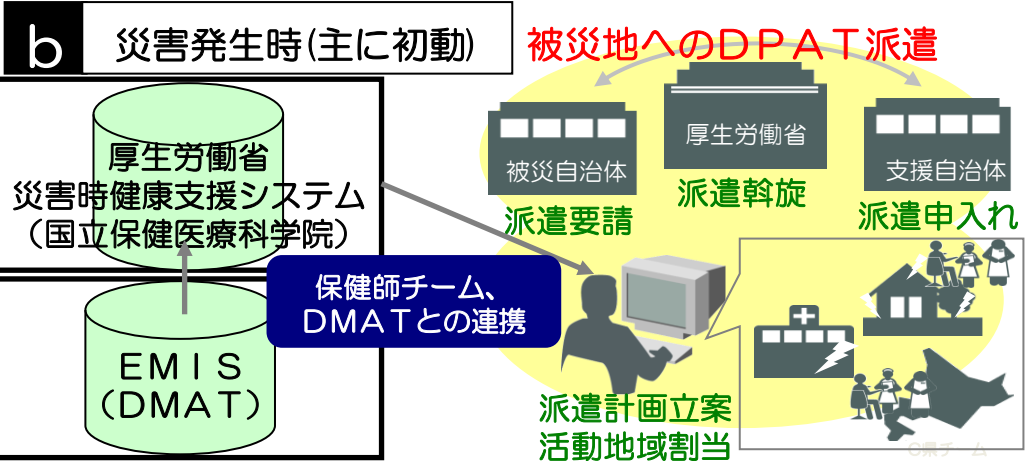 b
災害発生時(主に初動)
被災地へのDPAT派遣
厚生労働省
災害時健康支援システム
(国立保健医療科学院)
EMIS
(DMAT)
保健師チーム、
DMATとの連携
被災自治体
派遣要請
厚生労働省
派遣斡旋
支援自治体
派遣申入れ
派遣計画立案
活動地域割当
C県チーム